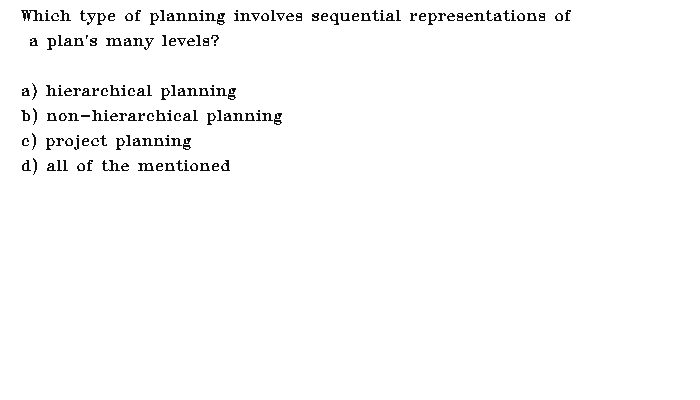 Which type of planning involves sequential representations of
a plan's many levels?
a) hierarchical planning
b) non-hierarchical planning
c) project planning
d) all of the mentioned